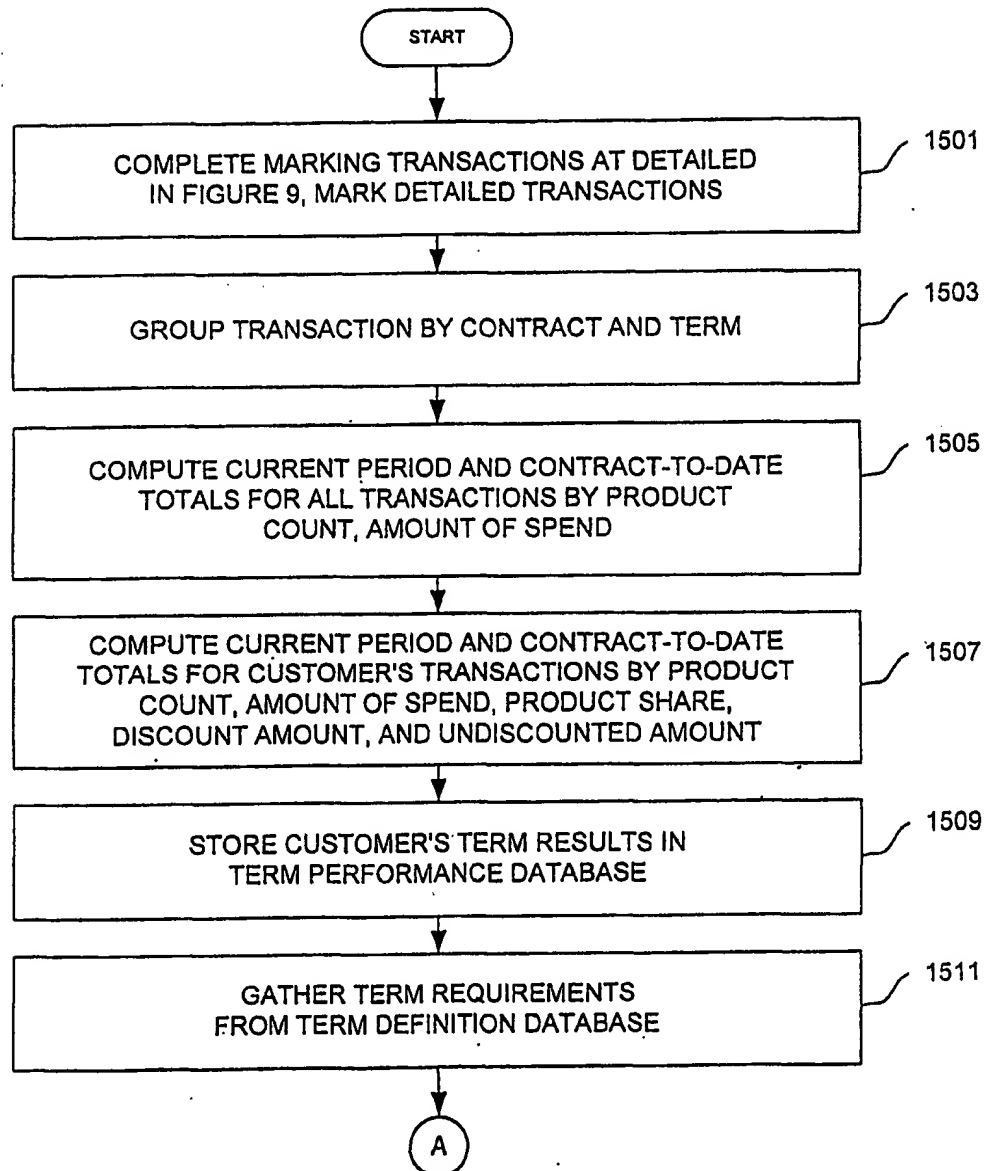 START
COMPLETE MARKING TRANSACTIONS AT DETAILED
IN FIGURE 9, MARK DETAILED TRANSACTIONS
1501
GROUP TRANSACTION BY CONTRACT AND TERM
1503
COMPUTE CURRENT PERIOD AND CONTRACT-TO-DATE
TOTALS FOR ALL TRANSACTIONS BY PRODUCT
COUNT, AMOUNT OF SPEND
1505
COMPUTE CURRENT PERIOD AND CONTRACT-TO-DATE
TOTALS FOR CUSTOMER'S TRANSACTIONS BY PRODUCT
COUNT, AMOUNT OF SPEND, PRODUCT SHARE,
DISCOUNT AMOUNT, AND UNDISCOUNTED AMOUNT
1507
STORE CUSTOMER'S TERM RESULTS IN
TERM PERFORMANCE DATABASE
1509
GATHER TERM REQUIREMENTS
FROM TERM DEFINITION DATABASE
1511
A